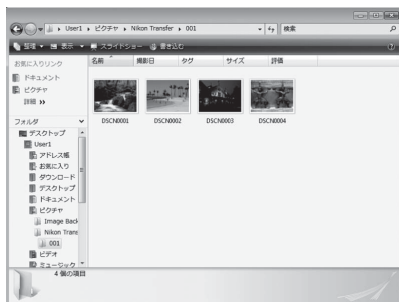 User1 ▸ ピクチャ ▸ Nikon Transfer ▸ 001
検索
整理 表示 スライドショー 書き込む
お気に入りリンク
ドキュメント
ピクチャ
詳細 »
名前 撮影日 タグ サイズ 評価
DSCN0001 DSCN0002 DSCN0003 DSCN0004
フォルダ
デスクトップ
User1
アドレス帳
お気に入り
ダウンロード
デスクトップ
ドキュメント
ピクチャ
Image Back
Nikon Trans
001
ビデオ
ミュージック
4 個の項目